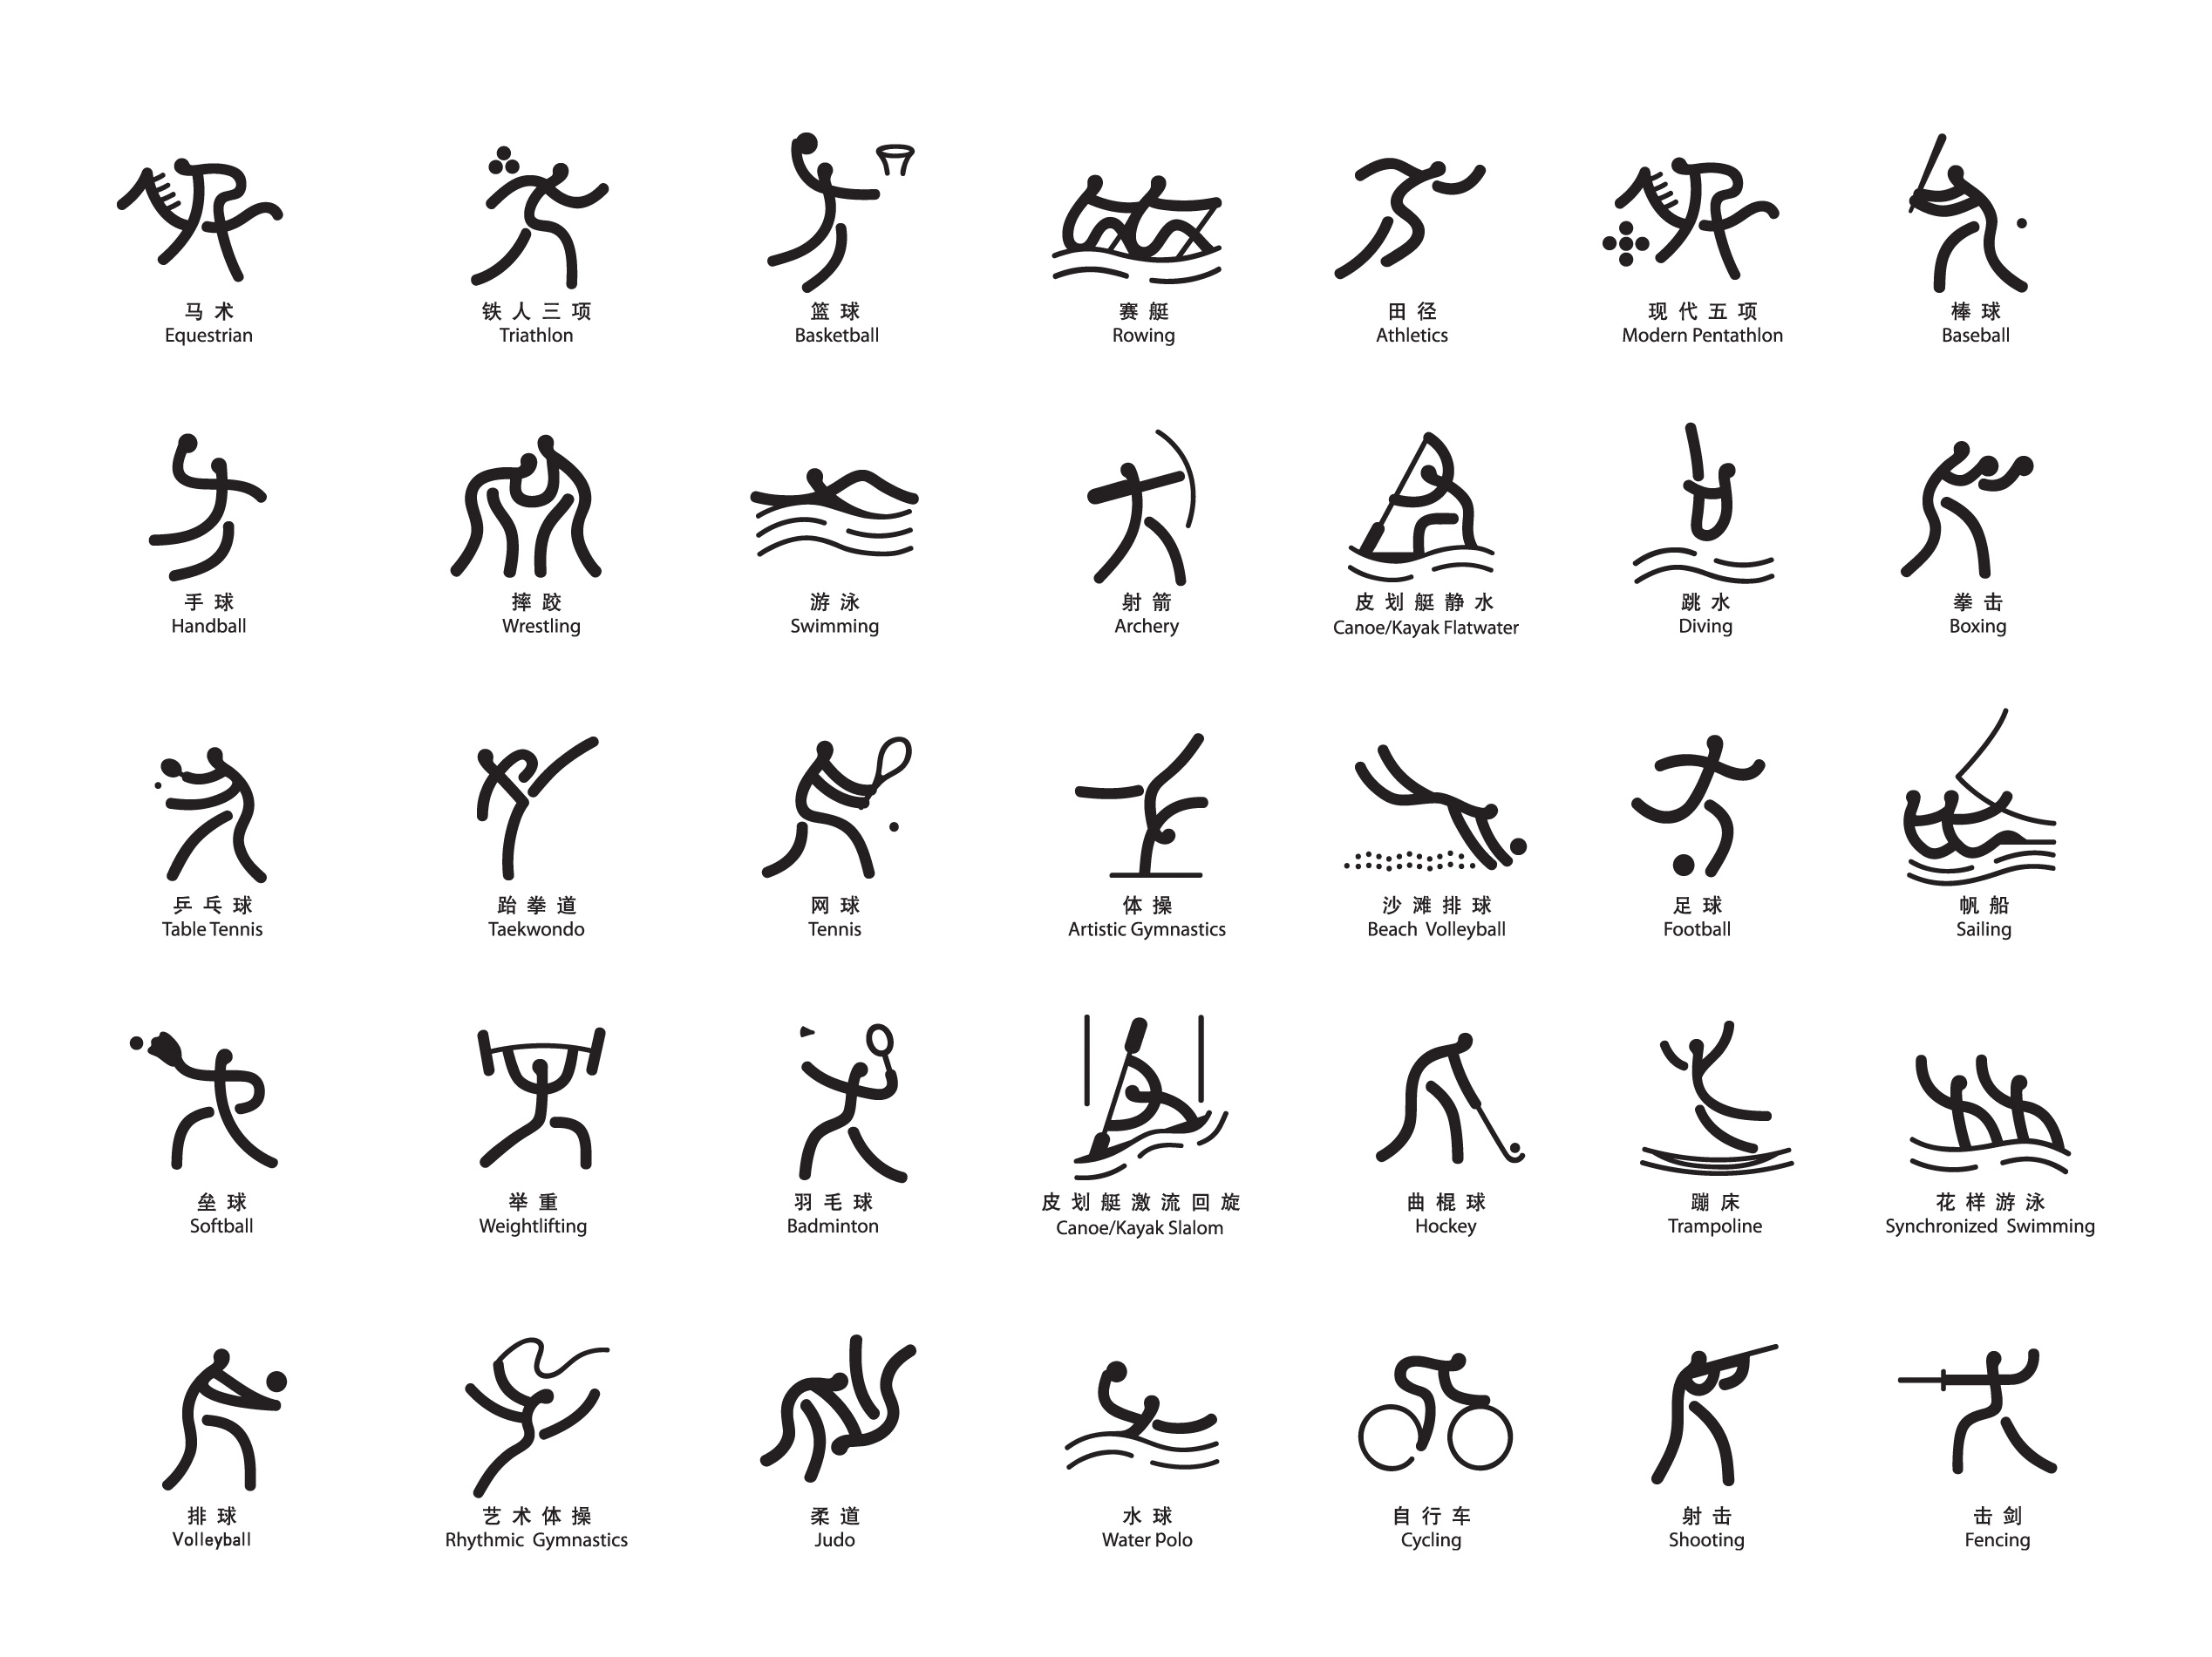 马术
Equestrian
铁人三项
Triathlon
篮球
Basketball
赛艇
Rowing
田径
Athletics
现代五项
Modern Pentathlon
棒球
Baseball
手球
Handball
摔跤
Wrestling
游泳
Swimming
射箭
Archery
皮划艇静水
Canoe/Kayak Flatwater
跳水
Diving
拳击
Boxing
乒乓球
Table Tennis
跆拳道
Taekwondo
网球
Tennis
体操
Artistic Gymnastics
沙滩排球
Beach Volleyball
足球
Football
帆船
Sailing
垒球
Softball
举重
Weightlifting
羽毛球
Badminton
皮划艇激流回旋
Canoe/Kayak Slalom
曲棍球
Hockey
蹦床
Trampoline
花样游泳
Synchronized Swimming
排球
Volleyball
艺术体操
Rhythmic Gymnastics
柔道
Judo
水球
Water Polo
自行车
Cycling
射击
Shooting
击剑
Fencing